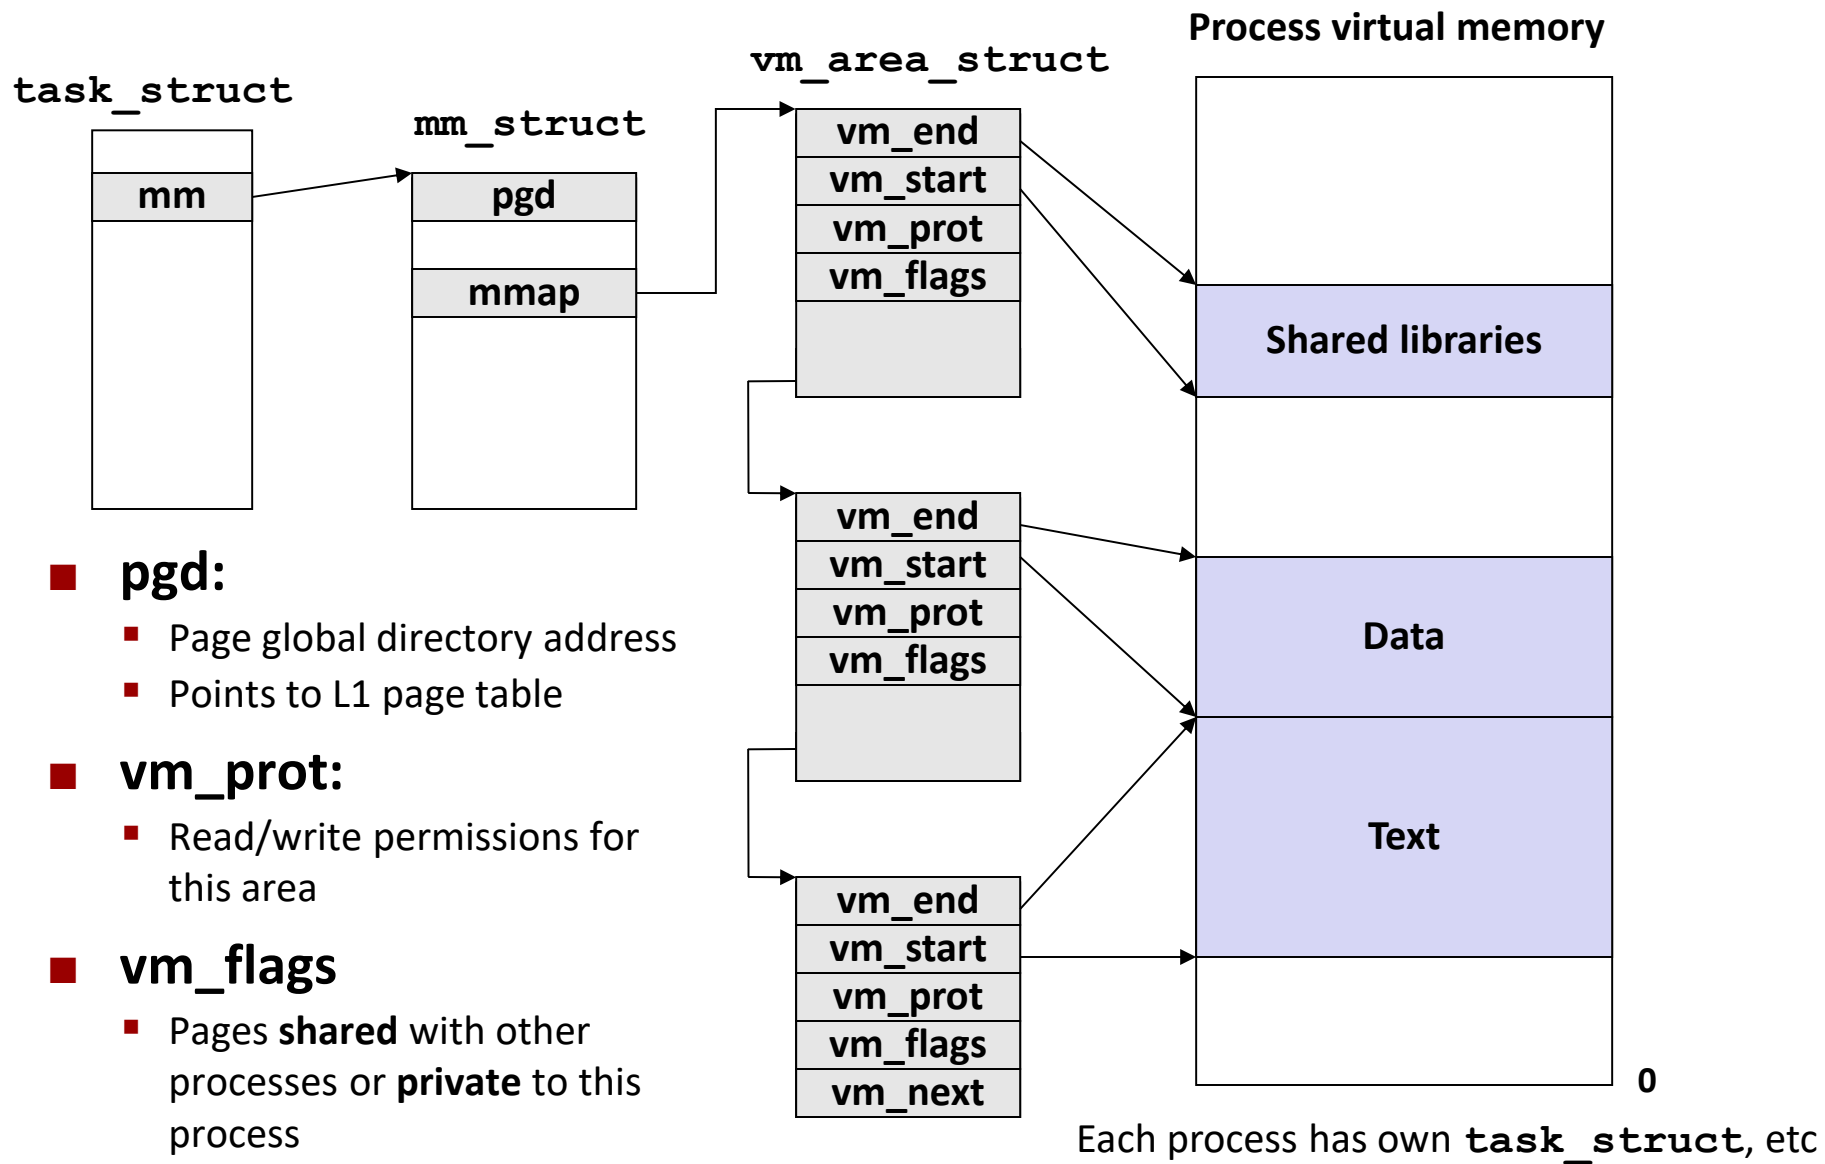 Process virtual memory
vm_area_struct
task_struct
mm_struct
mm
pgd
mmap
vm_end
vm_start
vm_prot
vm_flags
vm_end
vm_start
vm_prot
vm_flags
vm_end
vm_start
vm_prot
vm_flags
vm_next
Shared libraries
Data
Text
0
pgd:
Page global directory address
Points to L1 page table
vm_prot:
Read/write permissions for
this area
vm_flags
Pages shared with other
processes or private to this
process
Each process has own task_struct, etc